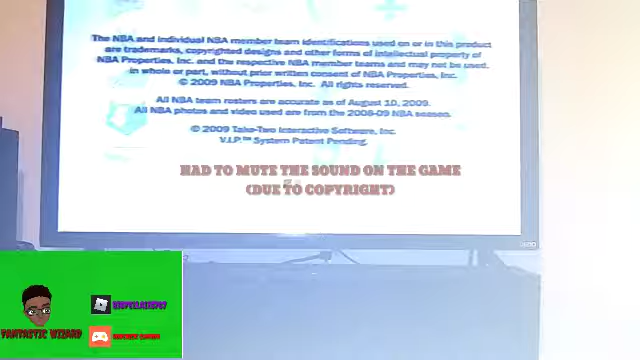 The NBA and individual NBA member team identifications used on or in this product
are trademarks, copyrighted designs and other forms of intellectual property of
NBA Properties, Inc. and the respective NBA member teams and may not be used,
in whole or part, without prior written consent of NBA Properties, Inc.
© 2009 NBA Properties, Inc. All rights reserved.
All NBA team rosters are accurate as of August 10, 2009.
All NBA photos and video used are from the 2008-09 NBA season.
© 2009 Take-Two Interactive Software, Inc.
V.I.P.™ System Patent Pending.
HAD TO MUTE THE SOUND ON THE GAME
(DUE TO COPYRIGHT)
FANTASTIC WIZARD